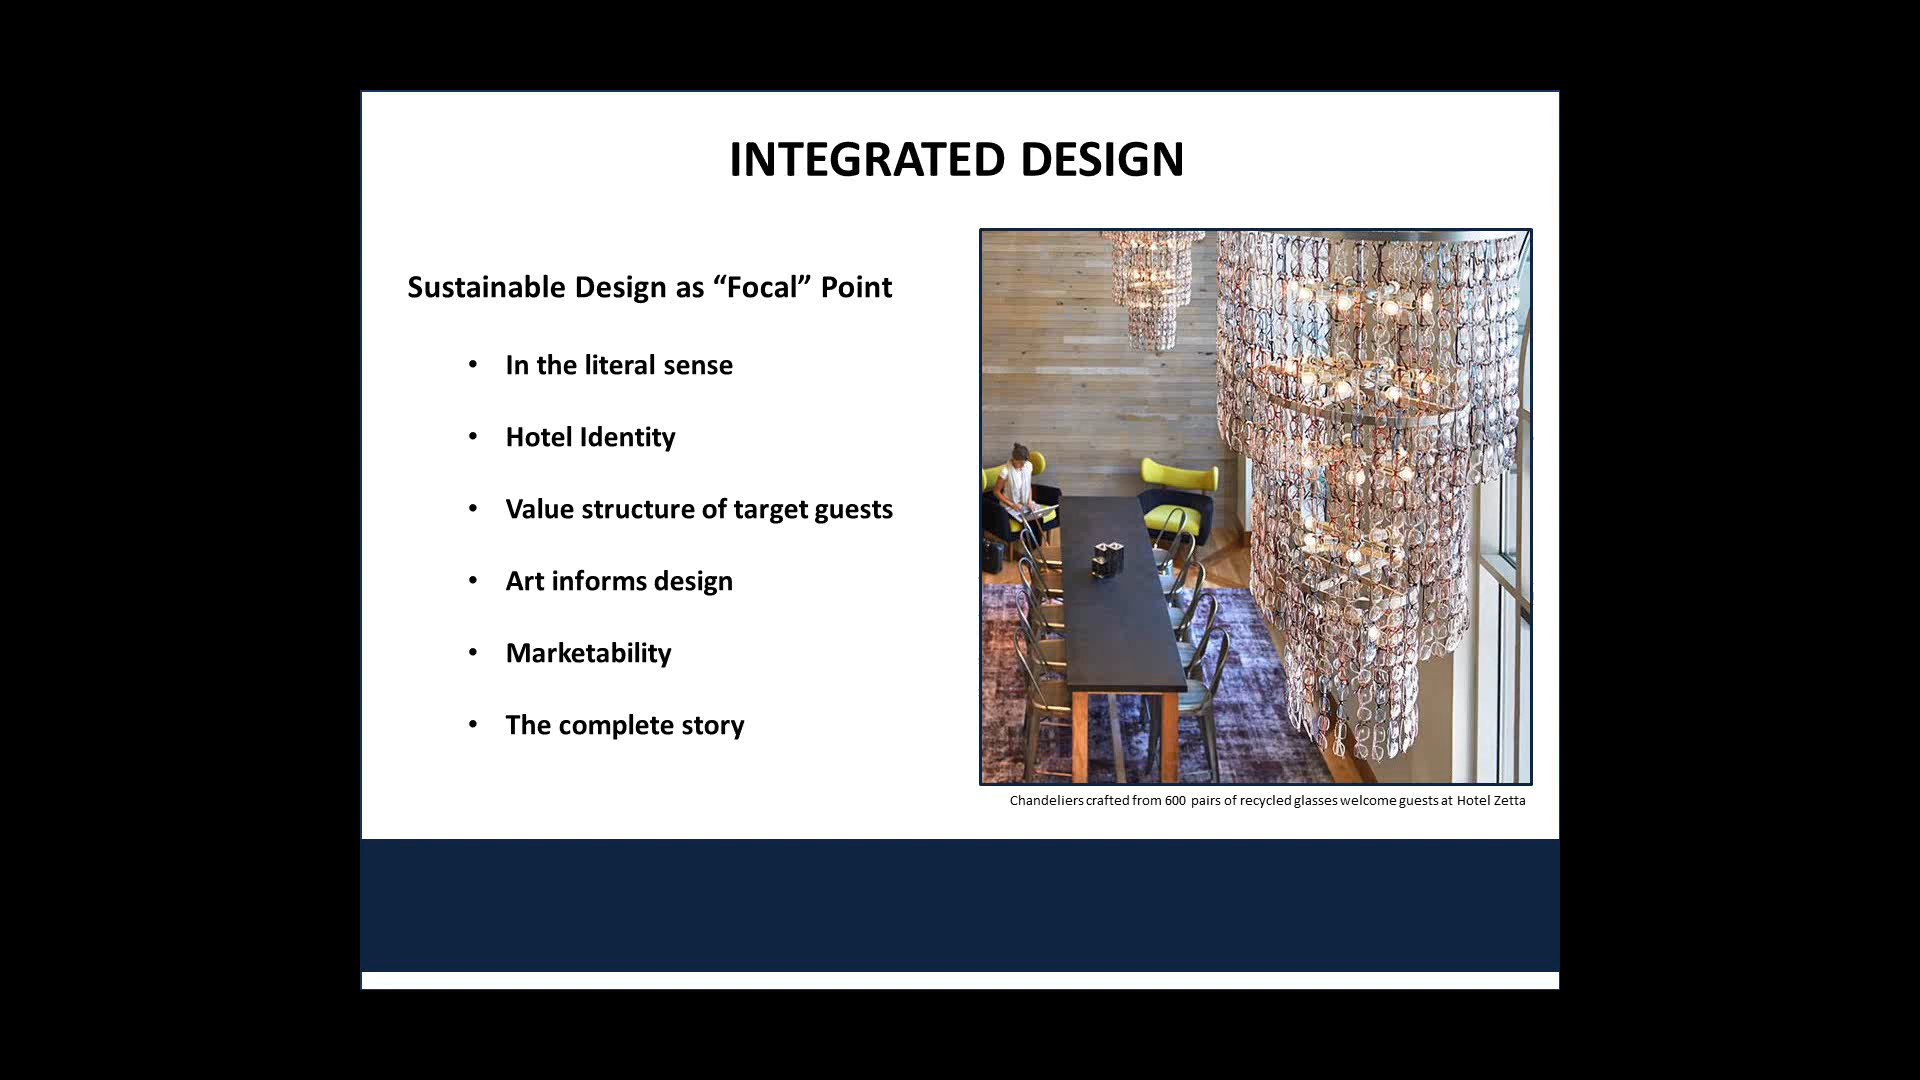 INTEGRATED DESIGN
Sustainable Design as “Focal” Point
• In the literal sense
• Hotel Identity
• Value structure of target guests
• Art informs design
• Marketability
• The complete story
Chandeliers crafted from 600 pairs of recycled glasses welcome guests at Hotel Zetta